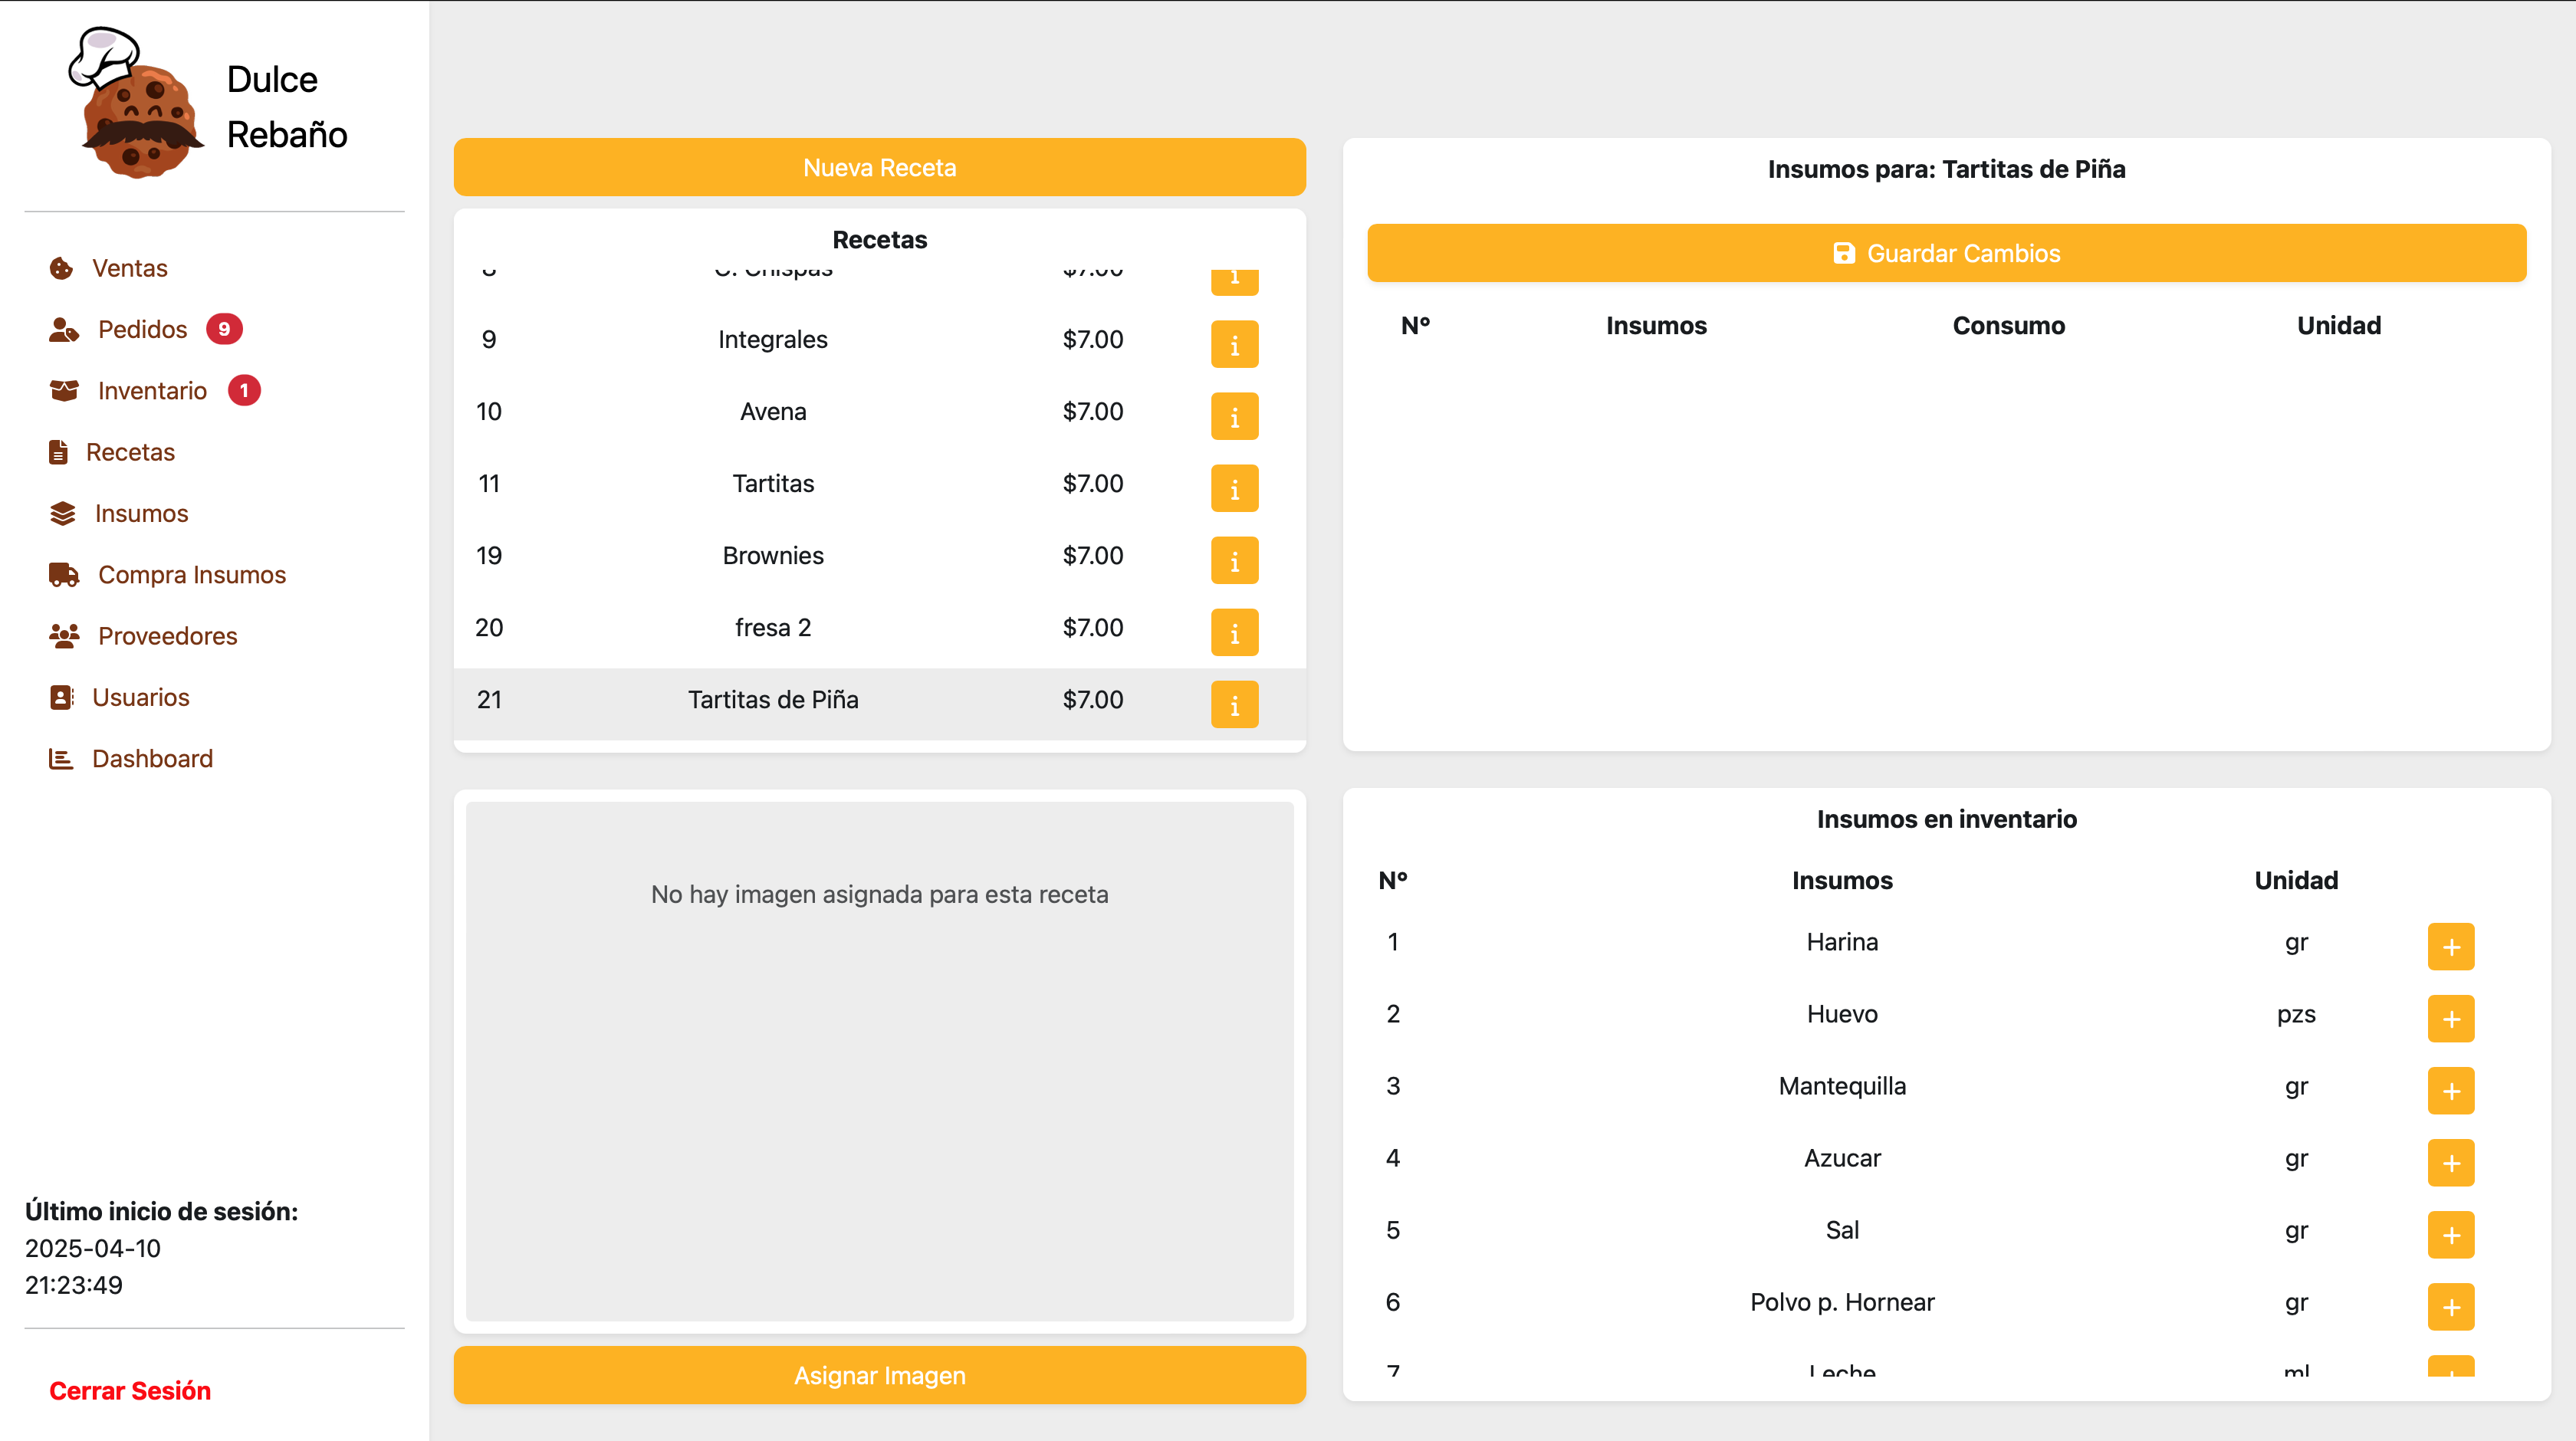 Dulce
Rebaño
Ventas
Pedidos 9
Inventario 1
Recetas
Insumos
Compra Insumos
Proveedores
Usuarios
Dashboard
Último inicio de sesión:
2025-04-10
21:23:49
Cerrar Sesión
Nueva Receta
Recetas
8 C. Chispas $7.00
9 Integrales $7.00
10 Avena $7.00
11 Tartitas $7.00
19 Brownies $7.00
20 fresa 2 $7.00
21 Tartitas de Piña $7.00
No hay imagen asignada para esta receta
Asignar Imagen
Insumos para: Tartitas de Piña
Guardar Cambios
Nº Insumos Consumo Unidad
Insumos en inventario
Nº Insumos Unidad
1 Harina gr +
2 Huevo pzs +
3 Mantequilla gr +
4 Azucar gr +
5 Sal gr +
6 Polvo p. Hornear gr +
7 Leche ml